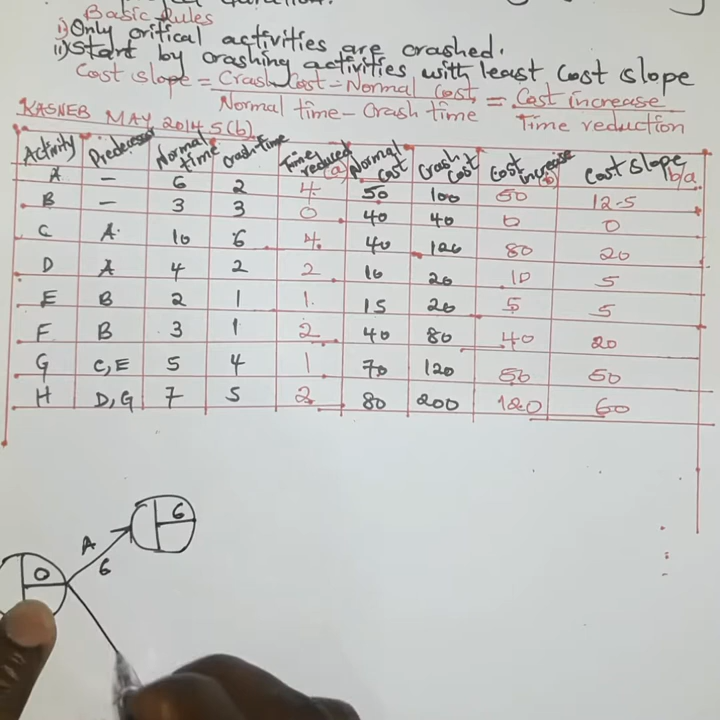 Basic Rules
i) Only critical activities are crashed.
ii) Start by crashing activities with least cost slope
Cost slope = Crash Cost - Normal cost / Normal time - Crash time = Cost increase / Time reduction
KASNEB MAY 2014 5(b)
Activity Predecessor Normal time Crash time Time reduced (a) Normal cost Crash cost Cost increase (b) Cost slope b/a
A - 6 2 4 50 100 50 12.5
B - 3 3 0 40 40 0 0
C A 10 6 4 40 120 80 20
D A 4 2 2 10 20 10 5
E B 2 1 1 15 20 5 5
F B 3 1 2 40 80 40 20
G C,E 5 4 1 70 120 50 50
H D,G 7 5 2 80 200 120 60
6
A
6
0